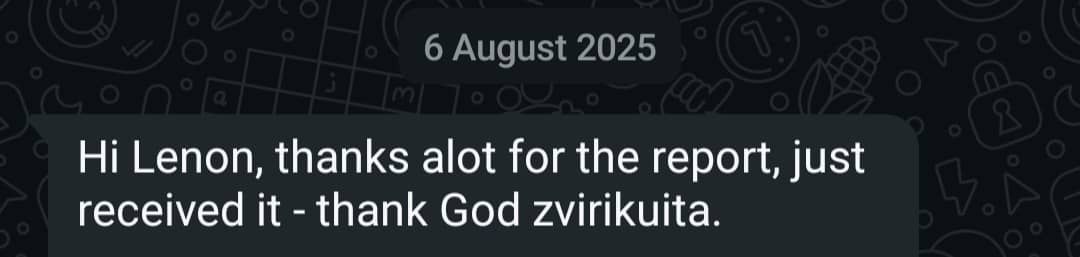 6 August 2025
Hi Lenon, thanks alot for the report, just
received it - thank God zvirikuita.